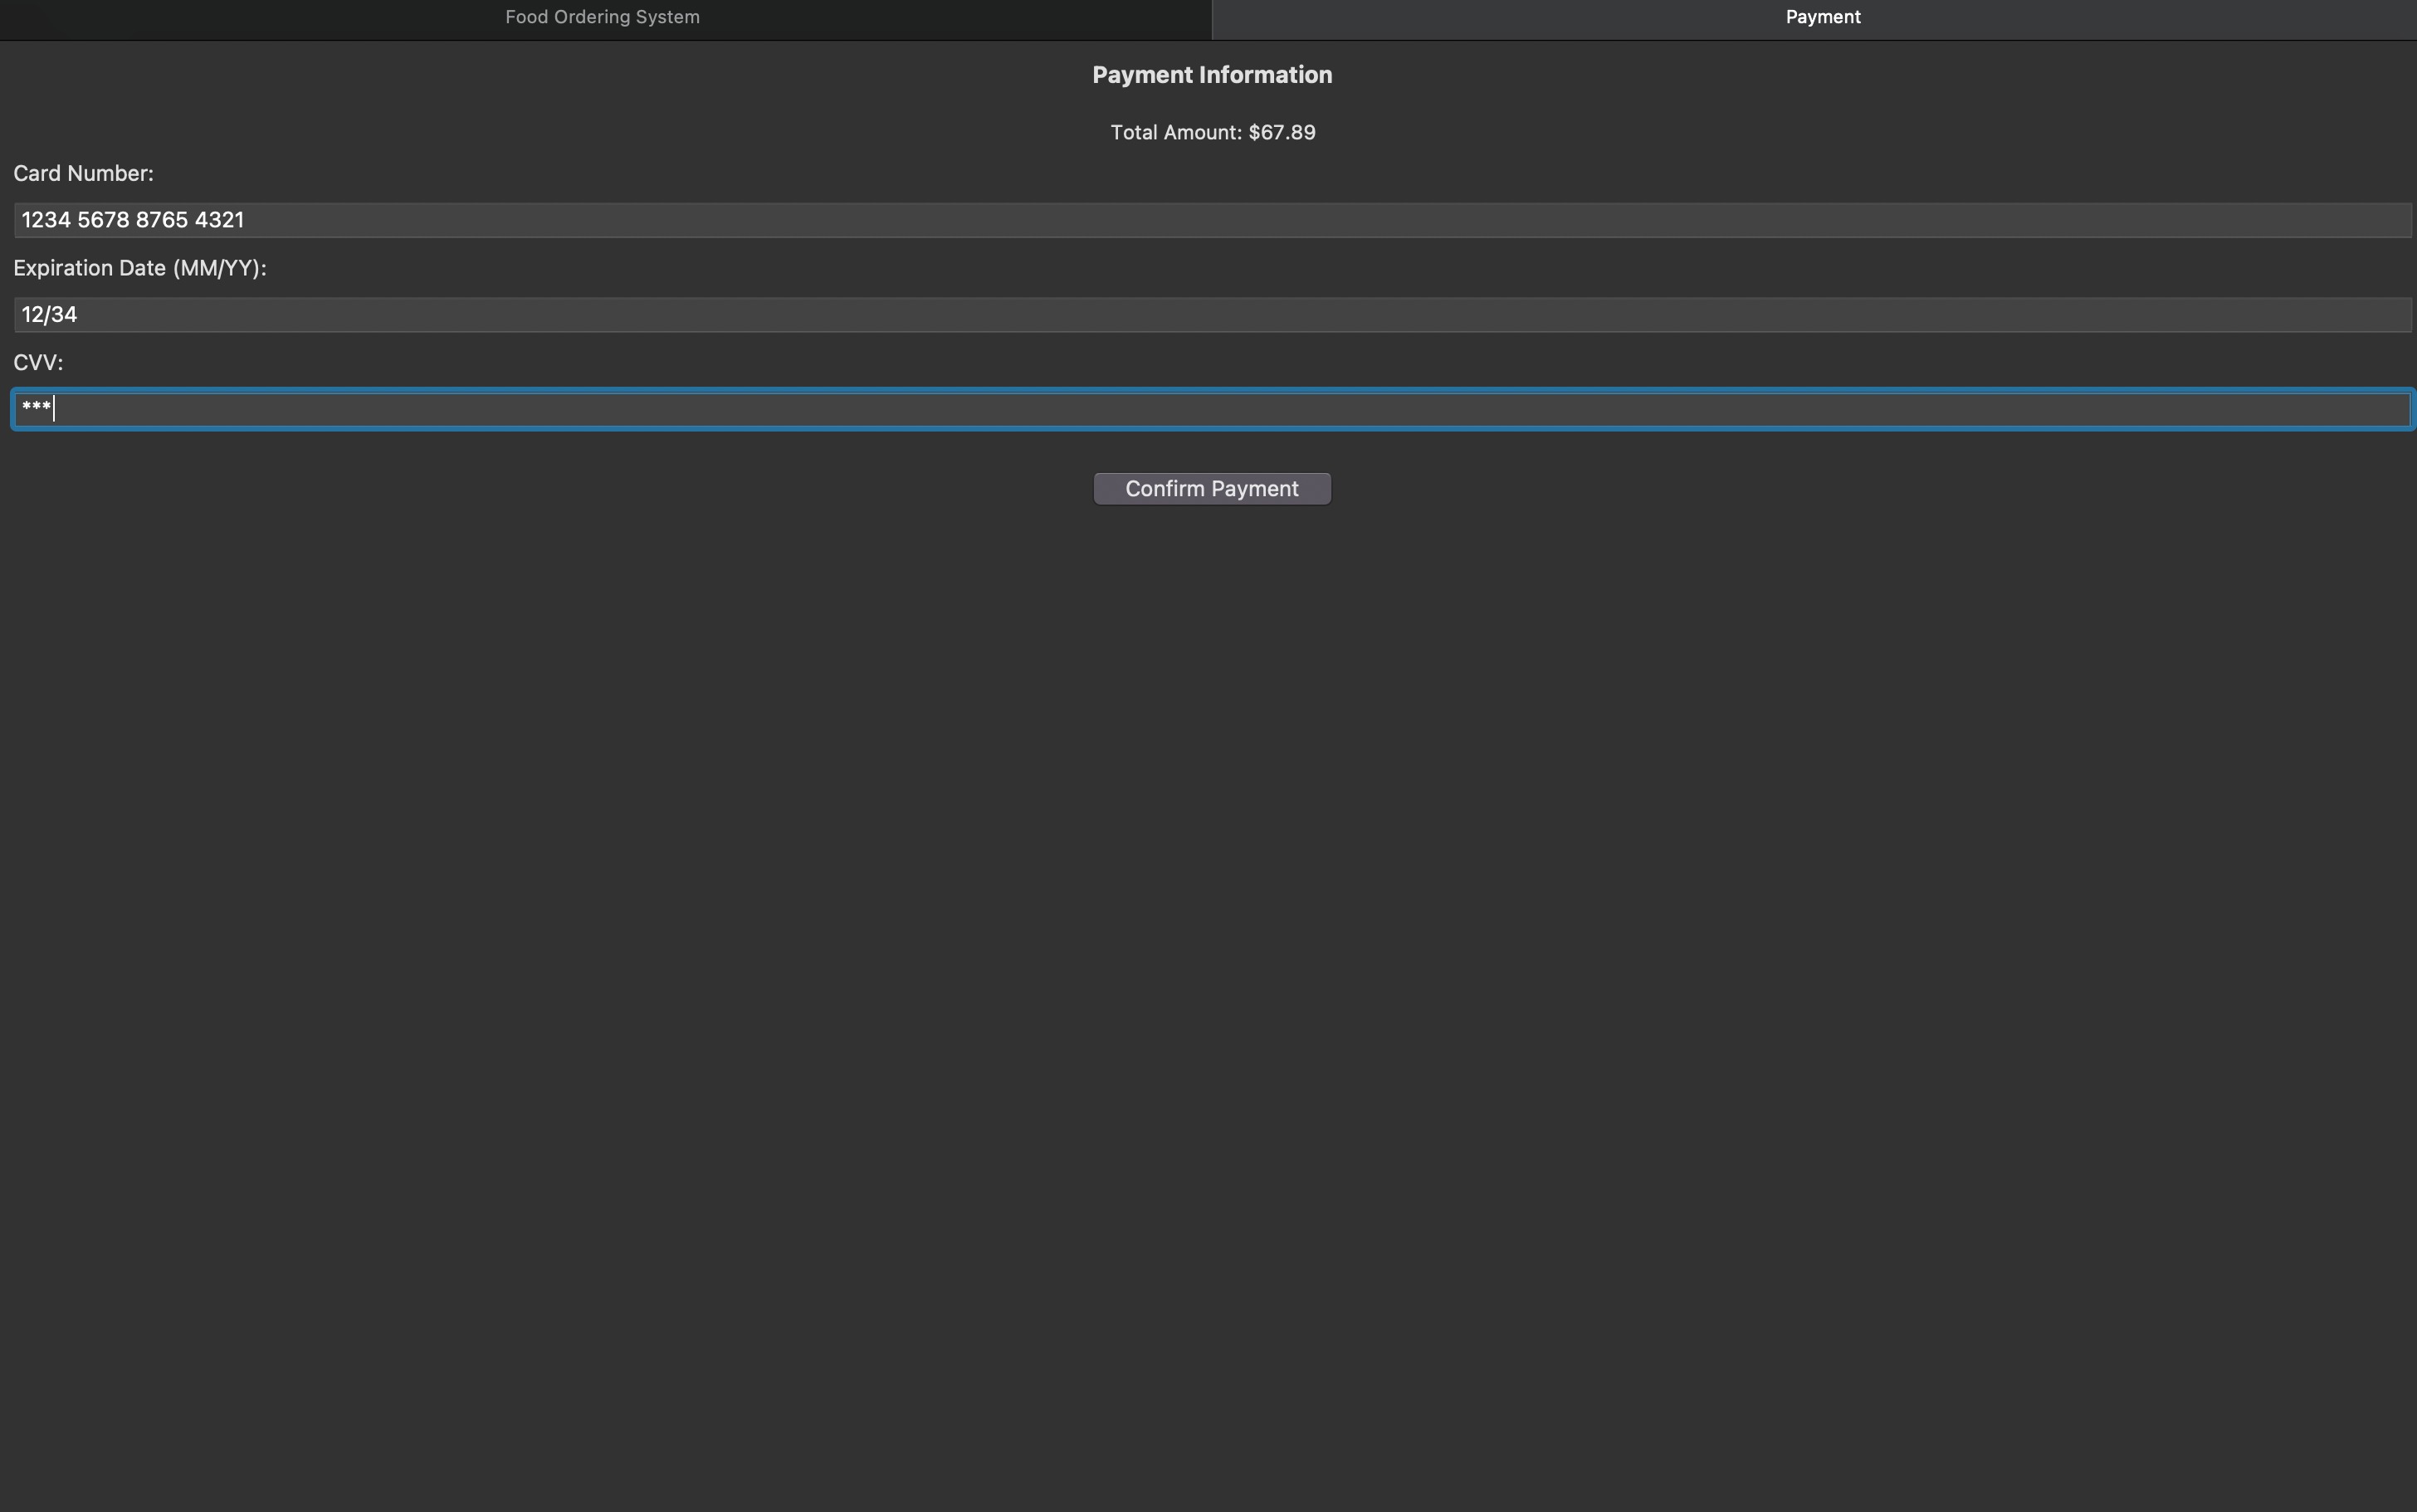 Food Ordering System
Payment
Payment Information
Total Amount: $67.89
Card Number:
1234 5678 8765 4321
Expiration Date (MM/YY):
12/34
CVV:
***
Confirm Payment